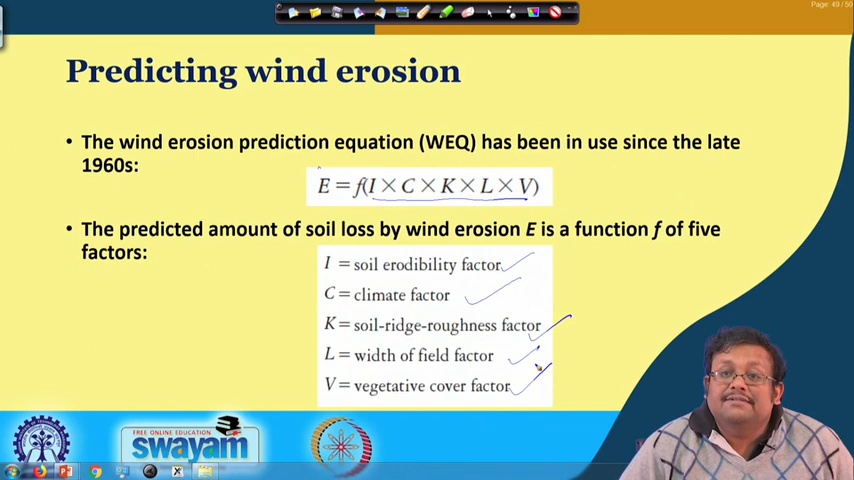 Page: 49 / 50
Predicting wind erosion
• The wind erosion prediction equation (WEQ) has been in use since the late
1960s:
E = f(I × C × K × L × V)
• The predicted amount of soil loss by wind erosion E is a function f of five
factors:
I = soil erodibility factor
C = climate factor
K = soil-ridge-roughness factor
L = width of field factor
V = vegetative cover factor
FREE ONLINE EDUCATION
swayam